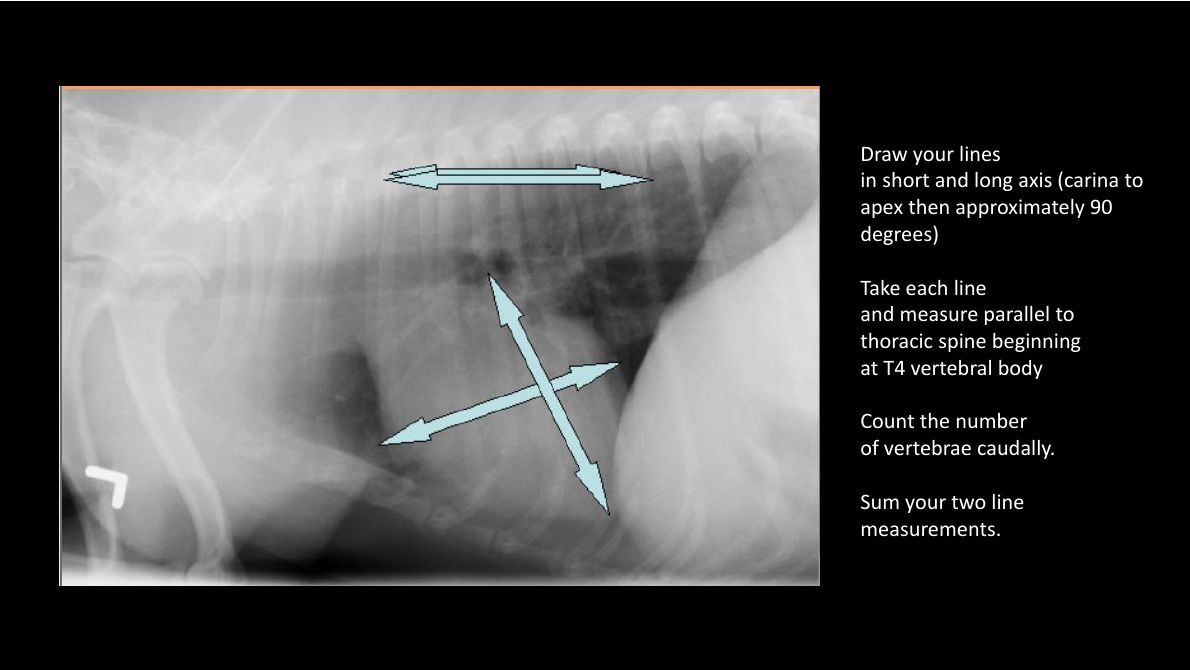 Draw your lines
in short and long axis (carina to
apex then approximately 90
degrees)
Take each line
and measure parallel to
thoracic spine beginning
at T4 vertebral body
Count the number
of vertebrae caudally.
Sum your two line
measurements.
L